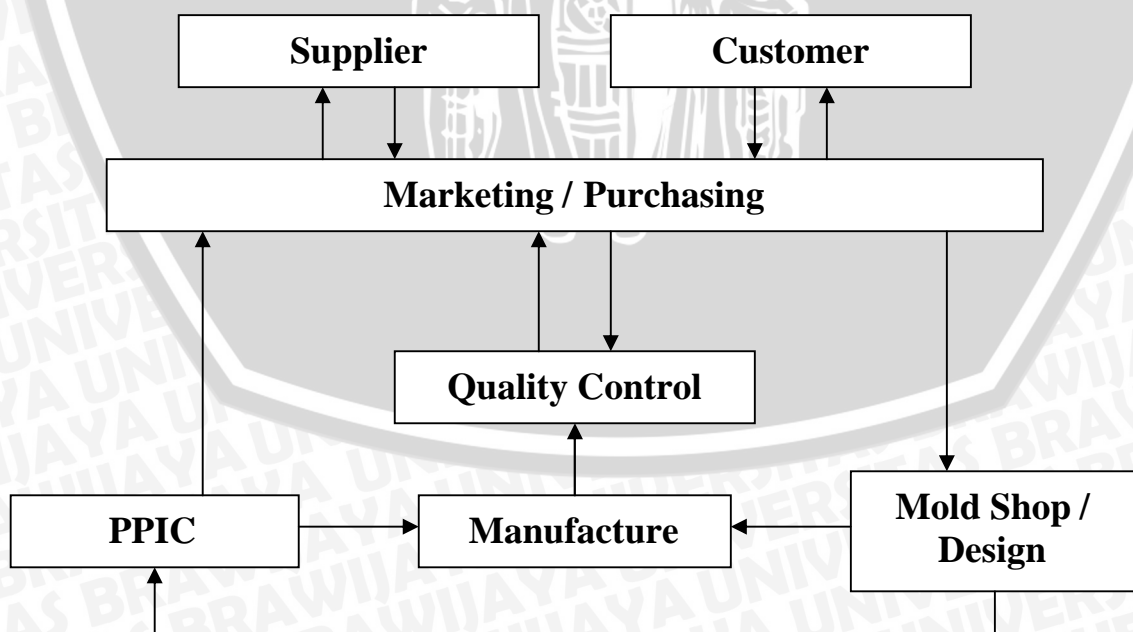 Supplier
Customer
Marketing / Purchasing
Quality Control
PPIC
Manufacture
Mold Shop /
Design